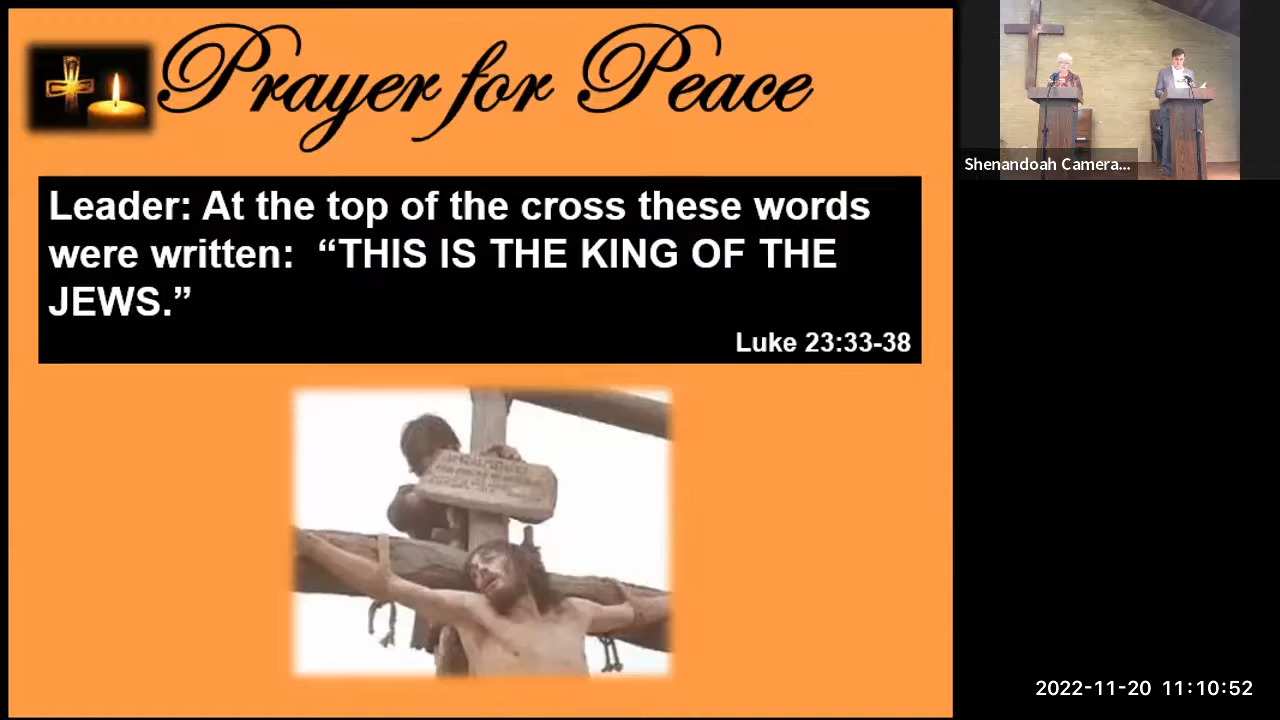 Prayer for Peace
Leader: At the top of the cross these words
were written:  “THIS IS THE KING OF THE
JEWS.”
Luke 23:33-38
Shenandoah Camera...
2022-11-20 11:10:52